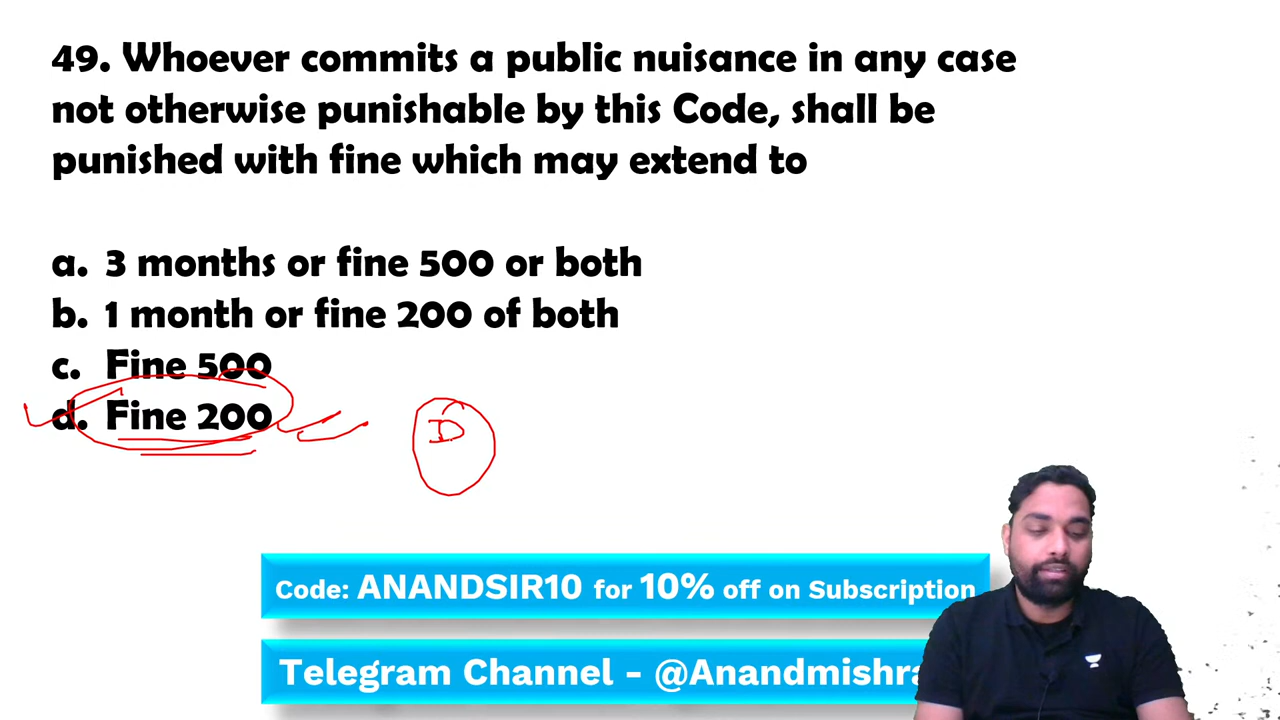 49. Whoever commits a public nuisance in any case
not otherwise punishable by this Code, shall be
punished with fine which may extend to
a. 3 months or fine 500 or both
b. 1 month or fine 200 of both
c. Fine 500
d. Fine 200
D
Code: ANANDSIR10 for 10% off on Subscription
Telegram Channel - @Anandmishra